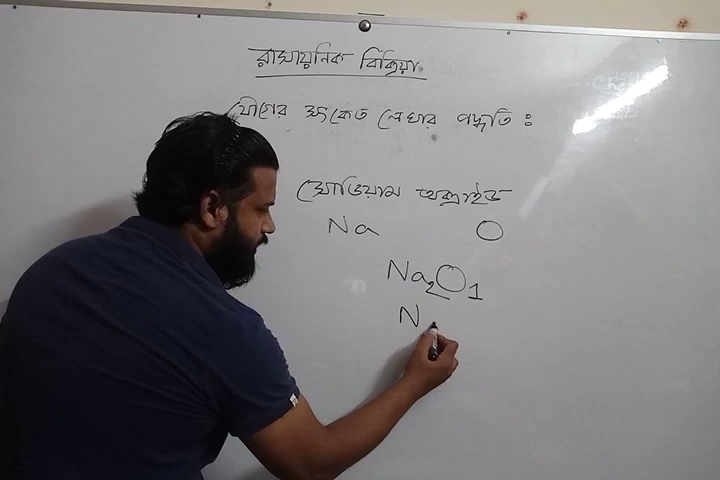 রাসায়নিক বিক্রিয়া
যৌগের সংকেত লেখার পদ্ধতি :
সোডিয়াম অক্সাইড
Na O
Na₂O₁
N